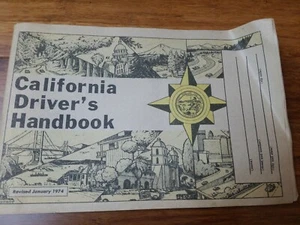 California
Driver's
Handbook
Revised January 1974